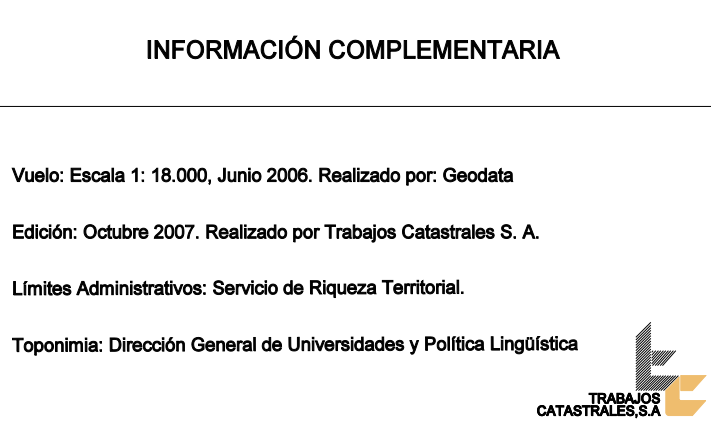 INFORMACIÓN COMPLEMENTARIA
Vuelo: Escala 1: 18.000, Junio 2006. Realizado por: Geodata
Edición: Octubre 2007. Realizado por Trabajos Catastrales S. A.
Límites Administrativos: Servicio de Riqueza Territorial.
Toponimia: Dirección General de Universidades y Política Lingüística
TRABAJOS
CATASTRALES,S.A